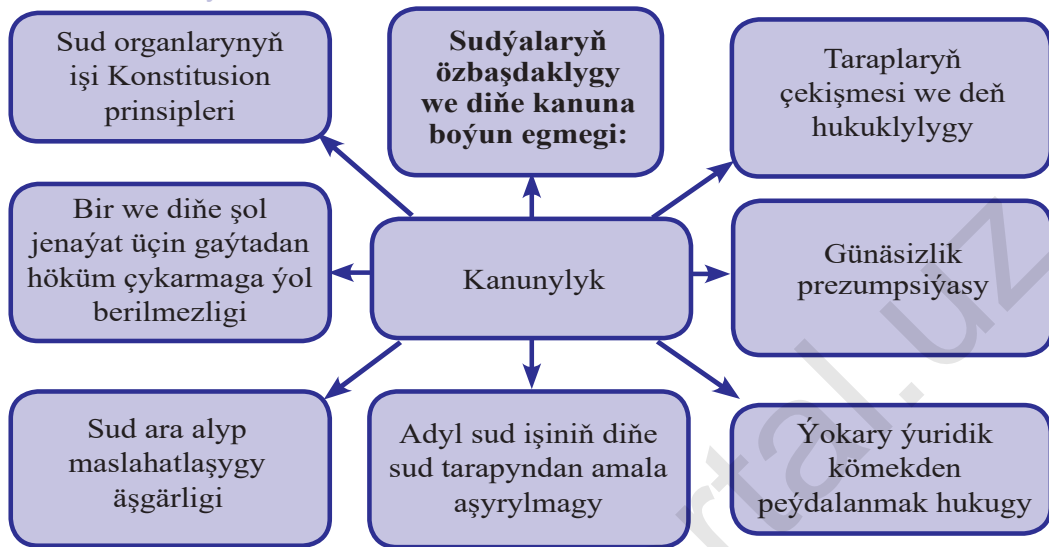 Sud organlarynyň
işi Konstitusion
prinsipleri
Sudýalaryň
özbaşdaklygy
we diňe kanuna
boýun egmegi:
Taraplaryň
çekişmesi we deň
hukuklylygy
Bir we diňe şol
jenaýat üçin gaýtadan
höküm çykarmaga ýol
berilmezligi
Kanunylyk
Günäsizlik
prezumpsiýasy
Sud ara alyp
maslahatlaşygy
äşgärligi
Adyl sud işiniň diňe
sud tarapyndan amala
aşyrylmagy
Ýokary ýuridik
kömekden
peýdalanmak hukugy
rtal.uz